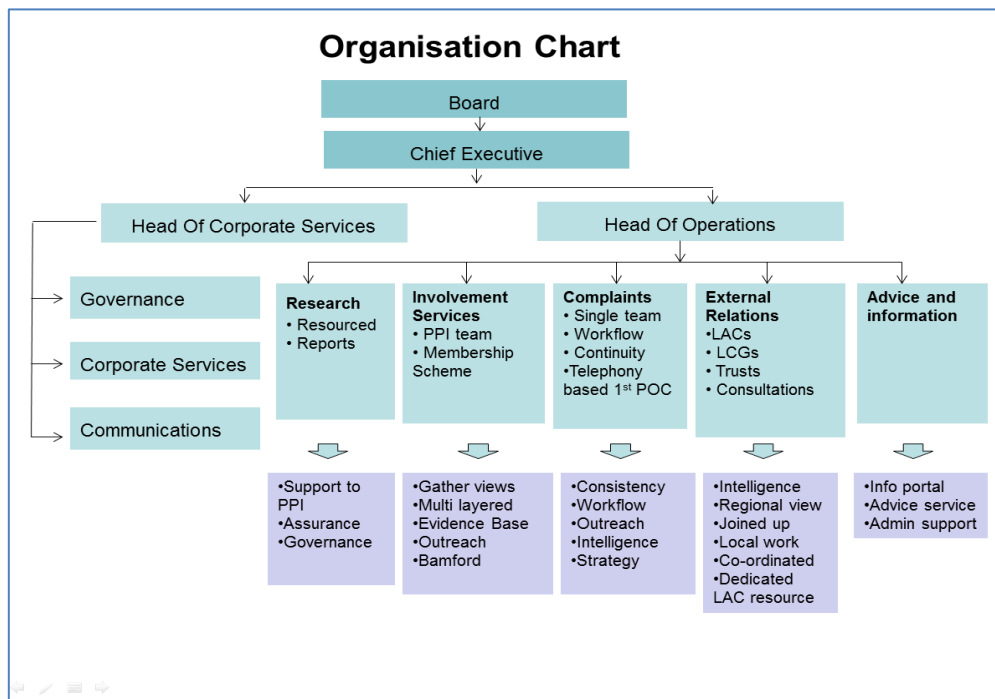 Organisation Chart
Board
Chief Executive
Head Of Corporate Services
Head Of Operations
Governance
Corporate Services
Communications
Research
• Resourced
• Reports
Involvement
Services
• PPI team
• Membership
Scheme
Complaints
• Single team
• Workflow
• Continuity
•Telephony
based 1st POC
External
Relations
•LACs
• LCGs
• Trusts
• Consultations
Advice and
information
•Support to
PPI
•Assurance
•Governance
•Gather views
•Multi layered
•Evidence Base
•Outreach
•Bamford
•Consistency
•Workflow
•Outreach
•Intelligence
•Strategy
•Intelligence
•Regional view
•Joined up
•Local work
•Co-ordinated
•Dedicated
LAC resource
•Info portal
•Advice service
•Admin support